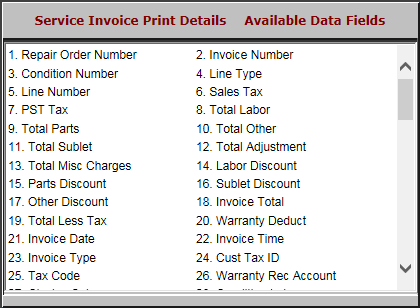 Service Invoice Print Details Available Data Fields
1. Repair Order Number 2. Invoice Number
3. Condition Number 4. Line Type
5. Line Number 6. Sales Tax
7. PST Tax 8. Total Labor
9. Total Parts 10. Total Other
11. Total Sublet 12. Total Adjustment
13. Total Misc Charges 14. Labor Discount
15. Parts Discount 16. Sublet Discount
17. Other Discount 18. Invoice Total
19. Total Less Tax 20. Warranty Deduct
21. Invoice Date 22. Invoice Time
23. Invoice Type 24. Cust Tax ID
25. Tax Code 26. Warranty Rec Account